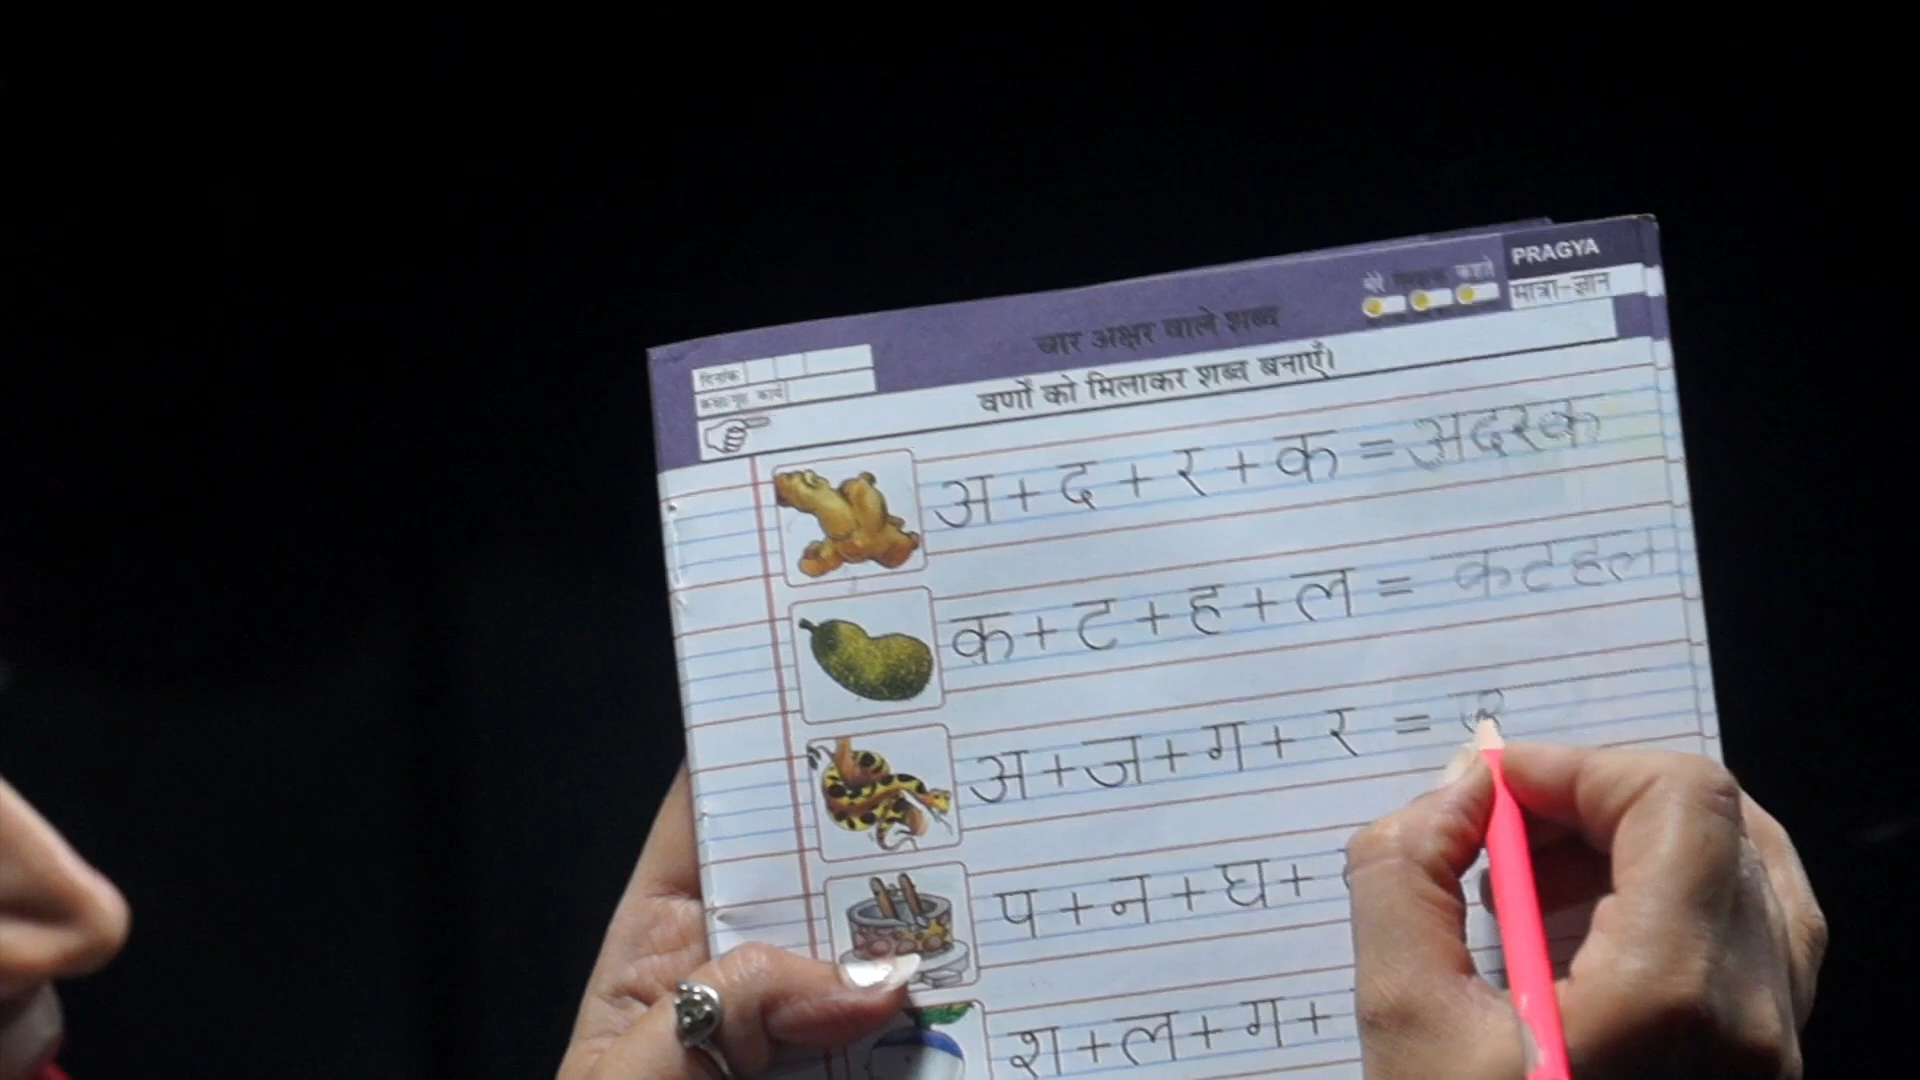 PRAGYA
मात्रा-ज्ञान
चार अक्षर वाले शब्द
दिनांक
वर्णों को मिलाकर शब्द बनाएँ।
अ + द + र + क = अदरक
क + ट + ह + ल = कटहल
अ + ज + ग + र =
प + न + घ +
श + ल + ग +